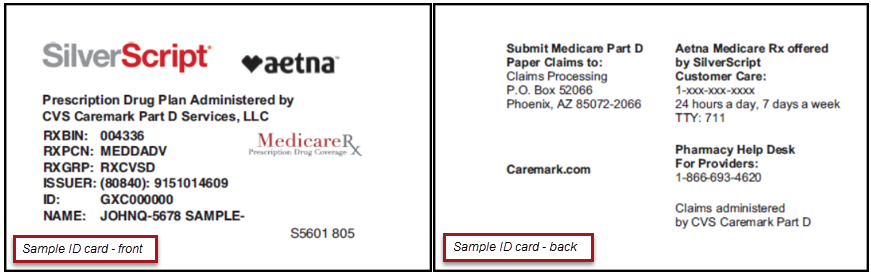 SilverScript®
aetna™
Prescription Drug Plan Administered by
CVS Caremark Part D Services, LLC
RXBIN: 004336
RXPCN: MEDDADV
RXGRP: RXCVSD
ISSUER: (80840): 9151014609
ID: GXC000000
NAME: JOHNQ-5678 SAMPLE-
MedicareRx
Prescription Drug Coverage
S5601 805
Sample ID card - front
Submit Medicare Part D
Paper Claims to:
Claims Processing
P.O. Box 52066
Phoenix, AZ 85072-2066
Caremark.com
Aetna Medicare Rx offered
by SilverScript
Customer Care:
1-xxx-xxx-xxxx
24 hours a day, 7 days a week
TTY: 711
Pharmacy Help Desk
For Providers:
1-866-693-4620
Claims administered
by CVS Caremark Part D
Sample ID card - back